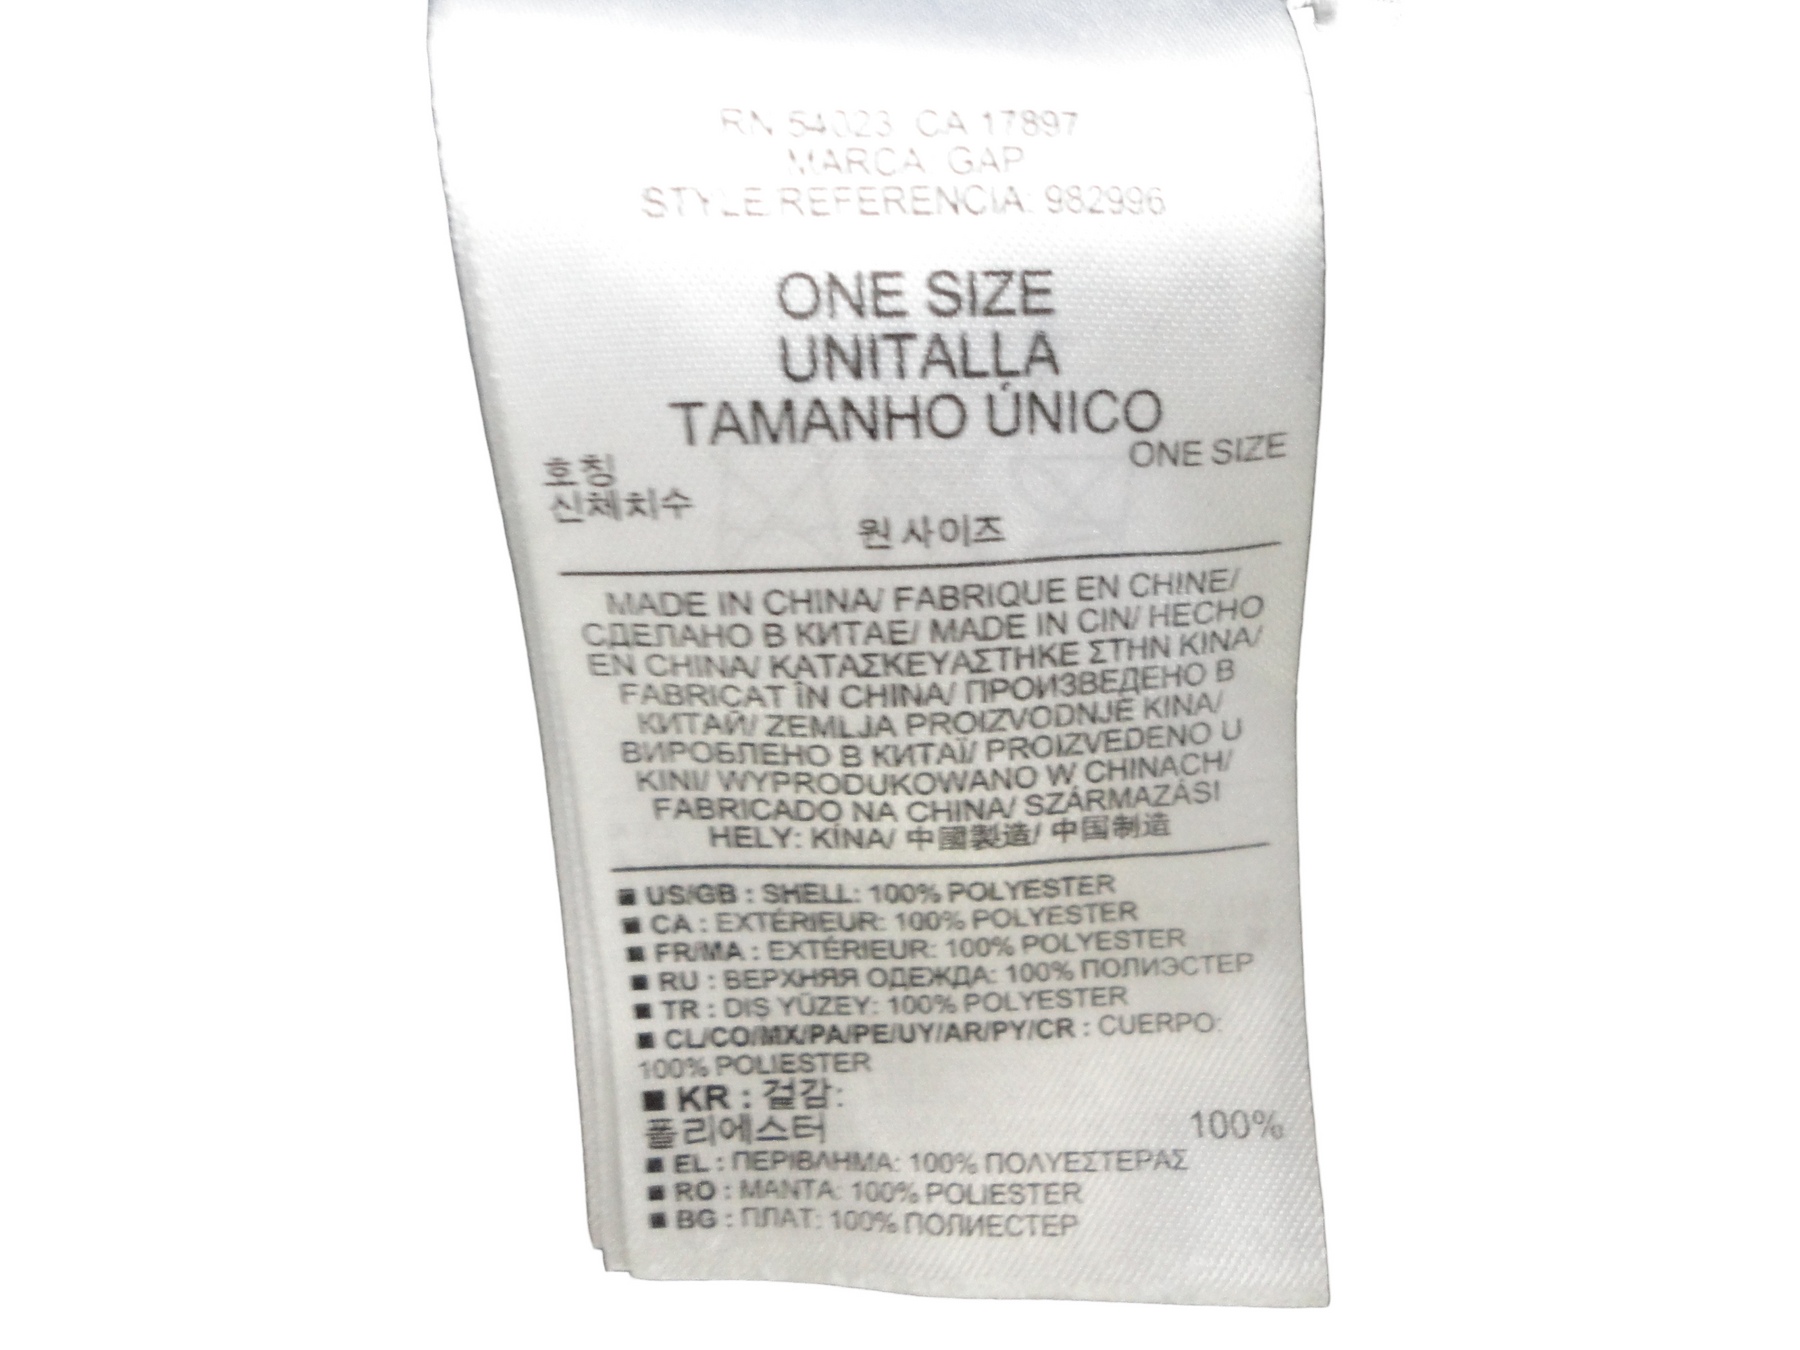 RN 54023 CA 17897
MARCA GAP
STYLE REFERENCIA: 982996
ONE SIZE
UNITALLA
TAMANHO ÚNICO
호칭 ONE SIZE
신체치수
원 사이즈
MADE IN CHINA/ FABRIQUE EN CHINE/
СДЕЛАНО В КИТАЕ/ MADE IN CIN/ HECHO
EN CHINA/ ΚΑΤΑΣΚΕΥΑΣΤΗΚΕ ΣΤΗΝ ΚΙΝΑ/
FABRICAT ÎN CHINA/ ПРОИЗВЕДЕНО В
КИТАЙ/ ZEMLJA PROIZVODNJE KINA/
ВИРОБЛЕНО В КИТАЇ/ PROIZVEDENO U
KINI/ WYPRODUKOWANO W CHINACH/
FABRICADO NA CHINA/ SZÁRMAZÁSI
HELY: KÍNA/ 中國製造/ 中国制造
■ US/GB : SHELL: 100% POLYESTER
■ CA : EXTÉRIEUR: 100% POLYESTER
■ FR/MA : EXTÉRIEUR: 100% POLYESTER
■ RU : ВЕРХНЯЯ ОДЕЖДА: 100% ПОЛИЭСТЕР
■ TR : DIŞ YÜZEY: 100% POLYESTER
■ CL/CO/MX/PA/PE/UY/AR/PY/CR : CUERPO:
100% POLIESTER
■ KR : 겉감:
폴리에스터 100%
■ EL : ΠΕΡΙΒΛΗΜΑ: 100% ΠΟΛΥΕΣΤΕΡΑΣ
■ RO : MANTA: 100% POLIESTER
■ BG : ПЛАТ: 100% ПОЛИЕСТЕР